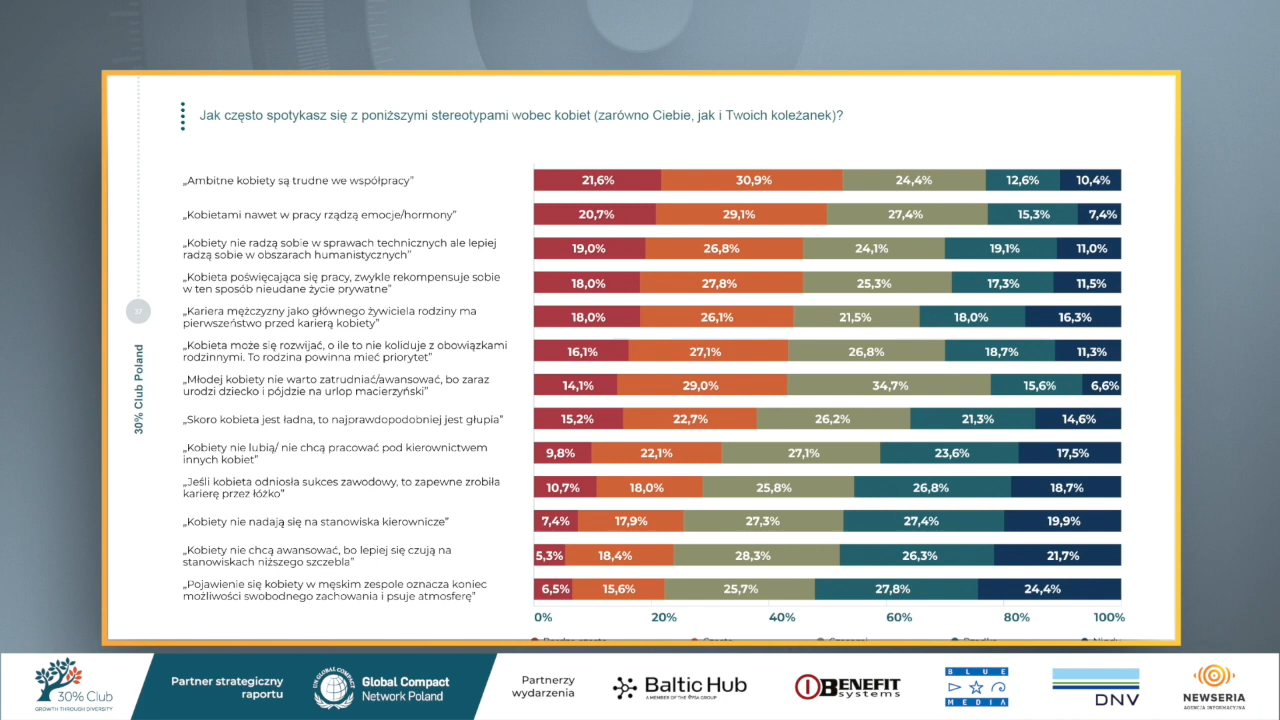 Jak często spotykasz się z poniższymi stereotypami wobec kobiet (zarówno Ciebie, jak i Twoich koleżanek)?
„Ambitne kobiety są trudne we współpracy”
21,6% 30,9% 24,4% 12,6% 10,4%
„Kobietami nawet w pracy rządzą emocje/hormony”
20,7% 29,1% 27,4% 15,3% 7,4%
„Kobiety nie radzą sobie w sprawach technicznych ale lepiej
radzą sobie w obszarach humanistycznych”
19,0% 26,8% 24,1% 19,1% 11,0%
„Kobieta poświęcająca się pracy, zwykle rekompensuje sobie
w ten sposób nieudane życie prywatne”
18,0% 27,8% 25,3% 17,3% 11,5%
„Kariera mężczyzny jako głównego żywiciela rodziny ma
pierwszeństwo przed karierą kobiety”
18,0% 26,1% 21,5% 18,0% 16,3%
„Kobieta może się rozwijać, o ile to nie koliduje z obowiązkami
rodzinnymi. To rodzina powinna mieć priorytet”
16,1% 27,1% 26,8% 18,7% 11,3%
„Młodej kobiety nie warto zatrudniać/awansować, bo zaraz
urodzi dziecko i pójdzie na urlop macierzyński”
14,1% 29,0% 34,7% 15,6% 6,6%
„Skoro kobieta jest ładna, to najprawdopodobniej jest głupia”
15,2% 22,7% 26,2% 21,3% 14,6%
„Kobiety nie lubią/ nie chcą pracować pod kierownictwem
innych kobiet”
9,8% 22,1% 27,1% 23,6% 17,5%
„Jeśli kobieta odniosła sukces zawodowy, to zapewne zrobiła
karierę przez łóżko”
10,7% 18,0% 25,8% 26,8% 18,7%
„Kobiety nie nadają się na stanowiska kierownicze”
7,4% 17,9% 27,3% 27,4% 19,9%
„Kobiety nie chcą awansować, bo lepiej się czują na
stanowiskach niższego szczebla”
5,3% 18,4% 28,3% 26,3% 21,7%
„Pojawienie się kobiety w męskim zespole oznacza koniec
możliwości swobodnego zachowania i psuje atmosferę”
6,5% 15,6% 25,7% 27,8% 24,4%
0% 20% 40% 60% 80% 100%
37
30% Club Poland
30% Club
GROWTH THROUGH DIVERSITY
Partner strategiczny
raportu
UN GLOBAL COMPACT
Global Compact
Network Poland
Partnerzy
wydarzenia
Baltic Hub
A MEMBER OF THE PSA GROUP
BENEFIT
systems
BLUE
MEDIA
DNV
NEWSERIA
AGENCJA INFORMACYJNA